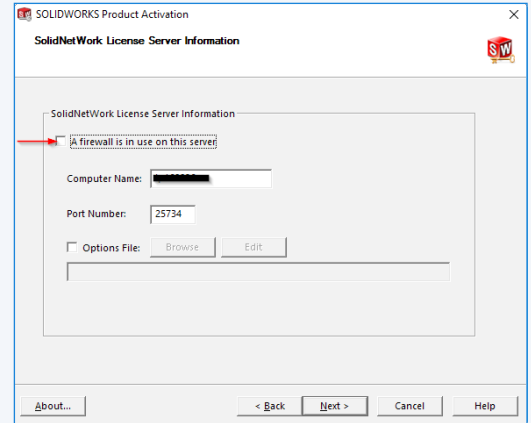 SOLIDWORKS Product Activation
SolidNetWork License Server Information
SW
SolidNetWork License Server Information
A firewall is in use on this server
Computer Name:
Port Number: 25734
Options File: Browse Edit
About... < Back Next > Cancel Help